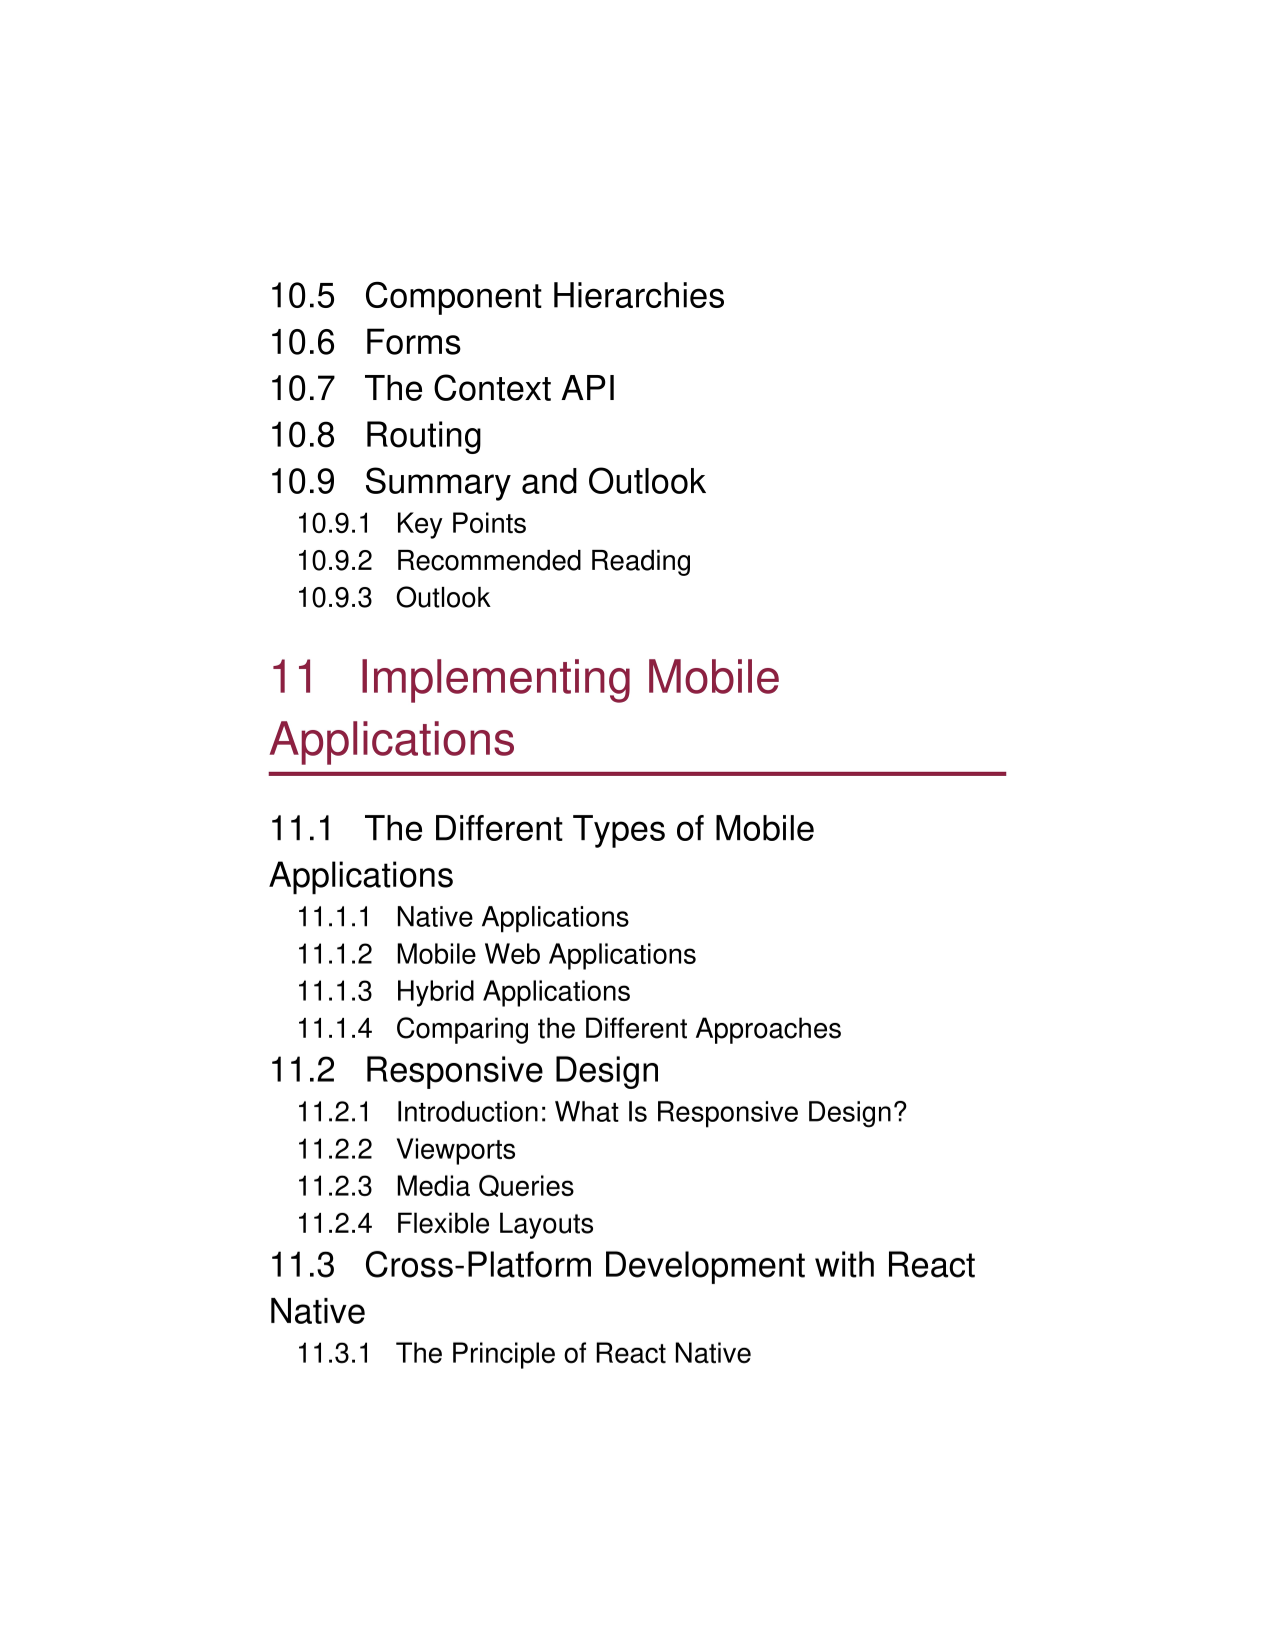 10.5 Component Hierarchies
10.6 Forms
10.7 The Context API
10.8 Routing
10.9 Summary and Outlook
10.9.1 Key Points
10.9.2 Recommended Reading
10.9.3 Outlook
11 Implementing Mobile
Applications
11.1 The Different Types of Mobile
Applications
11.1.1 Native Applications
11.1.2 Mobile Web Applications
11.1.3 Hybrid Applications
11.1.4 Comparing the Different Approaches
11.2 Responsive Design
11.2.1 Introduction: What Is Responsive Design?
11.2.2 Viewports
11.2.3 Media Queries
11.2.4 Flexible Layouts
11.3 Cross-Platform Development with React
Native
11.3.1 The Principle of React Native